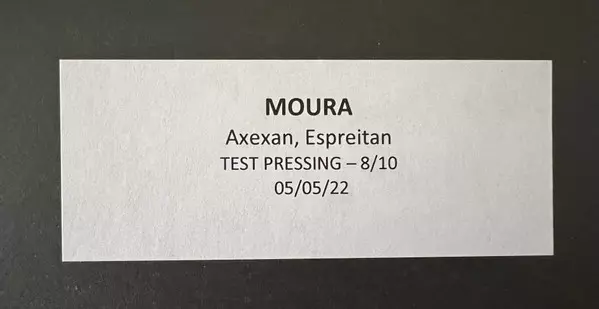 MOURA
Axexan, Espreitan
TEST PRESSING – 8/10
05/05/22